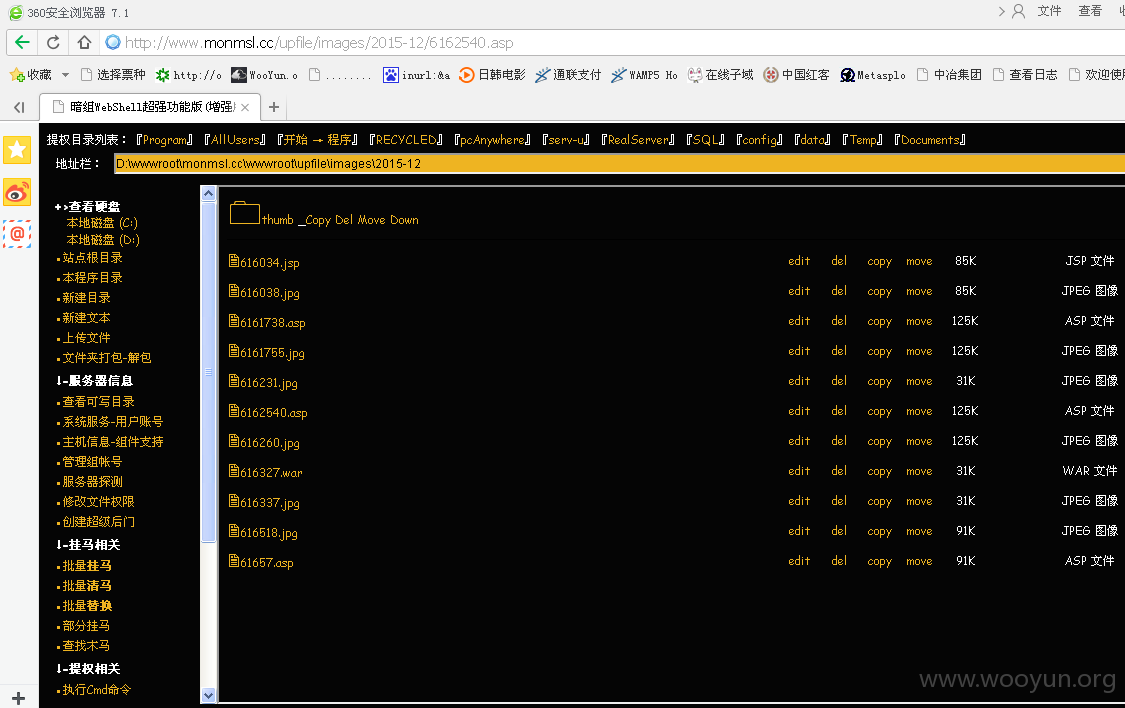 360安全浏览器 7.1
文件 查看
http://www.monmsl.cc/upfile/images/2015-12/6162540.asp
收藏 选择票种 http://o WooYun.o ........ inurl:&a 日韩电影 通联支付 WAMP5 Ho 在线子域 中国红客 Metasplo 中冶集团 查看日志 欢迎使用
暗组WebShell超强功能版(增强
提权目录列表： 『Program』 『AllUsers』 『开始 → 程序』 『RECYCLED』 『pcAnywhere』 『serv-u』 『RealServer』 『SQL』 『config』 『data』 『Temp』 『Documents』
地址栏： D:\wwwroot\monmsl.cc\wwwroot\upfile\images\2015-12
+>查看硬盘
本地磁盘 (C:)
本地磁盘 (D:)
站点根目录
本程序目录
新建目录
新建文本
上传文件
文件夹打包-解包
↓-服务器信息
查看可写目录
系统服务-用户账号
主机信息-组件支持
管理组帐号
服务器探测
修改文件权限
创建超级后门
↓-挂马相关
批量挂马
批量清马
批量替换
部分挂马
查找木马
↓-提权相关
执行Cmd命令
thumb _Copy Del Move Down
616034.jsp edit del copy move 85K JSP 文件
616038.jpg edit del copy move 85K JPEG 图像
6161738.asp edit del copy move 125K ASP 文件
6161755.jpg edit del copy move 125K JPEG 图像
616231.jpg edit del copy move 31K JPEG 图像
6162540.asp edit del copy move 125K ASP 文件
616260.jpg edit del copy move 125K JPEG 图像
616327.war edit del copy move 31K WAR 文件
616337.jpg edit del copy move 31K JPEG 图像
616518.jpg edit del copy move 91K JPEG 图像
61657.asp edit del copy move 91K ASP 文件
www.wooyun.org